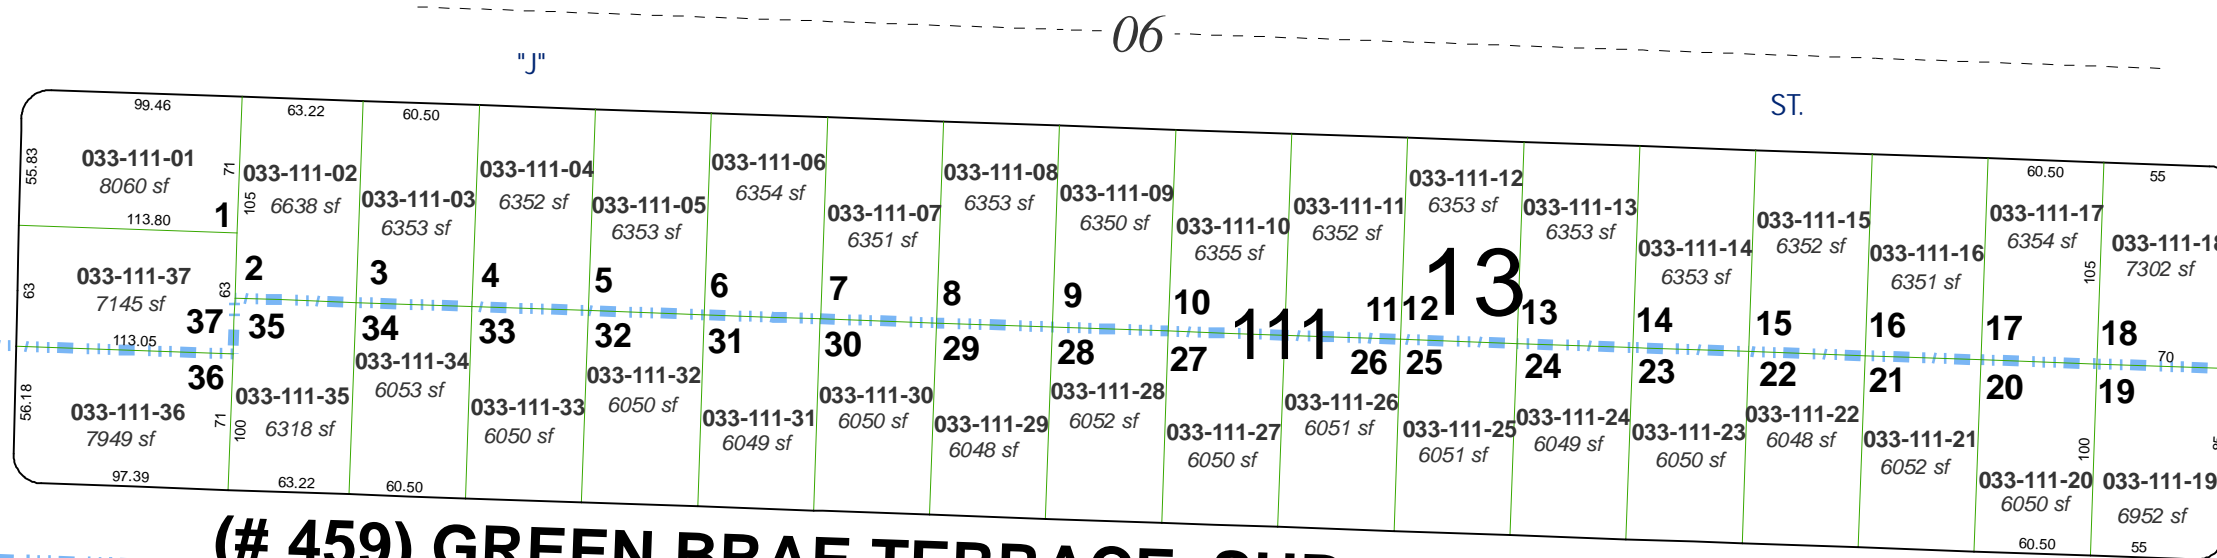 06
"J"
ST.
99.46
63.22
60.50
60.50
55
55.83
033-111-01
8060 sf
71
105
1
113.80
033-111-02
6638 sf
2
033-111-03
6353 sf
3
033-111-04
6352 sf
4
033-111-05
6353 sf
5
033-111-06
6354 sf
6
033-111-07
6351 sf
7
033-111-08
6353 sf
8
033-111-09
6350 sf
9
033-111-10
6355 sf
10
033-111-11
6352 sf
11
033-111-12
6353 sf
12
13
111
033-111-13
6353 sf
13
033-111-14
6353 sf
14
033-111-15
6352 sf
15
033-111-16
6351 sf
16
033-111-17
6354 sf
17
105
033-111-18
7302 sf
18
70
63
033-111-37
7145 sf
63
37
113.05
36
56.18
033-111-36
7949 sf
71
100
97.39
35
033-111-35
6318 sf
63.22
34
033-111-34
6053 sf
60.50
33
033-111-33
6050 sf
32
033-111-32
6050 sf
31
033-111-31
6049 sf
30
033-111-30
6050 sf
29
033-111-29
6048 sf
28
033-111-28
6052 sf
27
033-111-27
6050 sf
26
033-111-26
6051 sf
25
033-111-25
6051 sf
24
033-111-24
6049 sf
23
033-111-23
6050 sf
22
033-111-22
6048 sf
21
033-111-21
6052 sf
20
033-111-20
6050 sf
60.50
100
19
033-111-19
6952 sf
55
(# 459) GREEN BRAE TERRACE, SUB